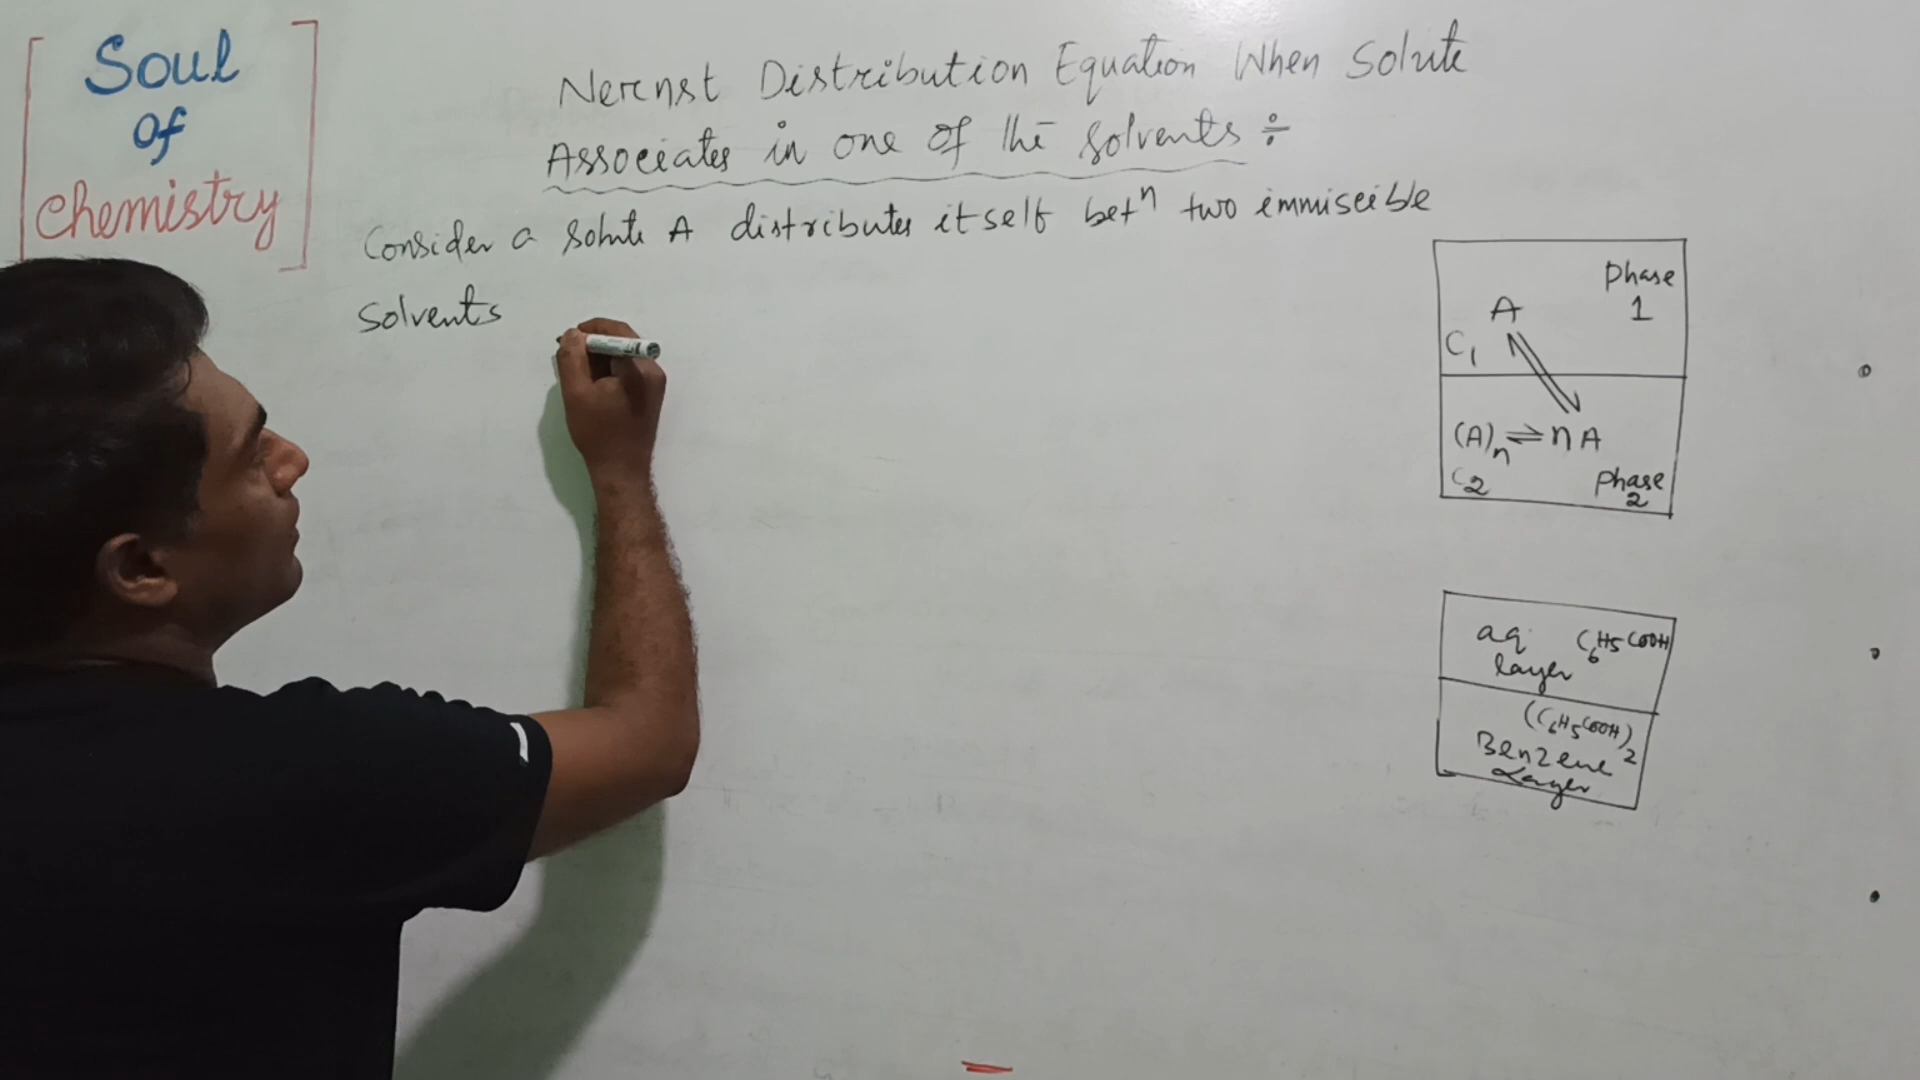 Soul
Of
Chemistry
Nernst Distribution Equation When Solute
Associates in one of the solvents ÷
Consider a solute A distributes itself betⁿ two immiscible
Solvents
Phase
1
A
C₁
(A)ₙ ⇌ n A
C₂
Phase
2
aq C₆H₅COOH
layer
(C₆H₅COOH)₂
Benzene
Layer